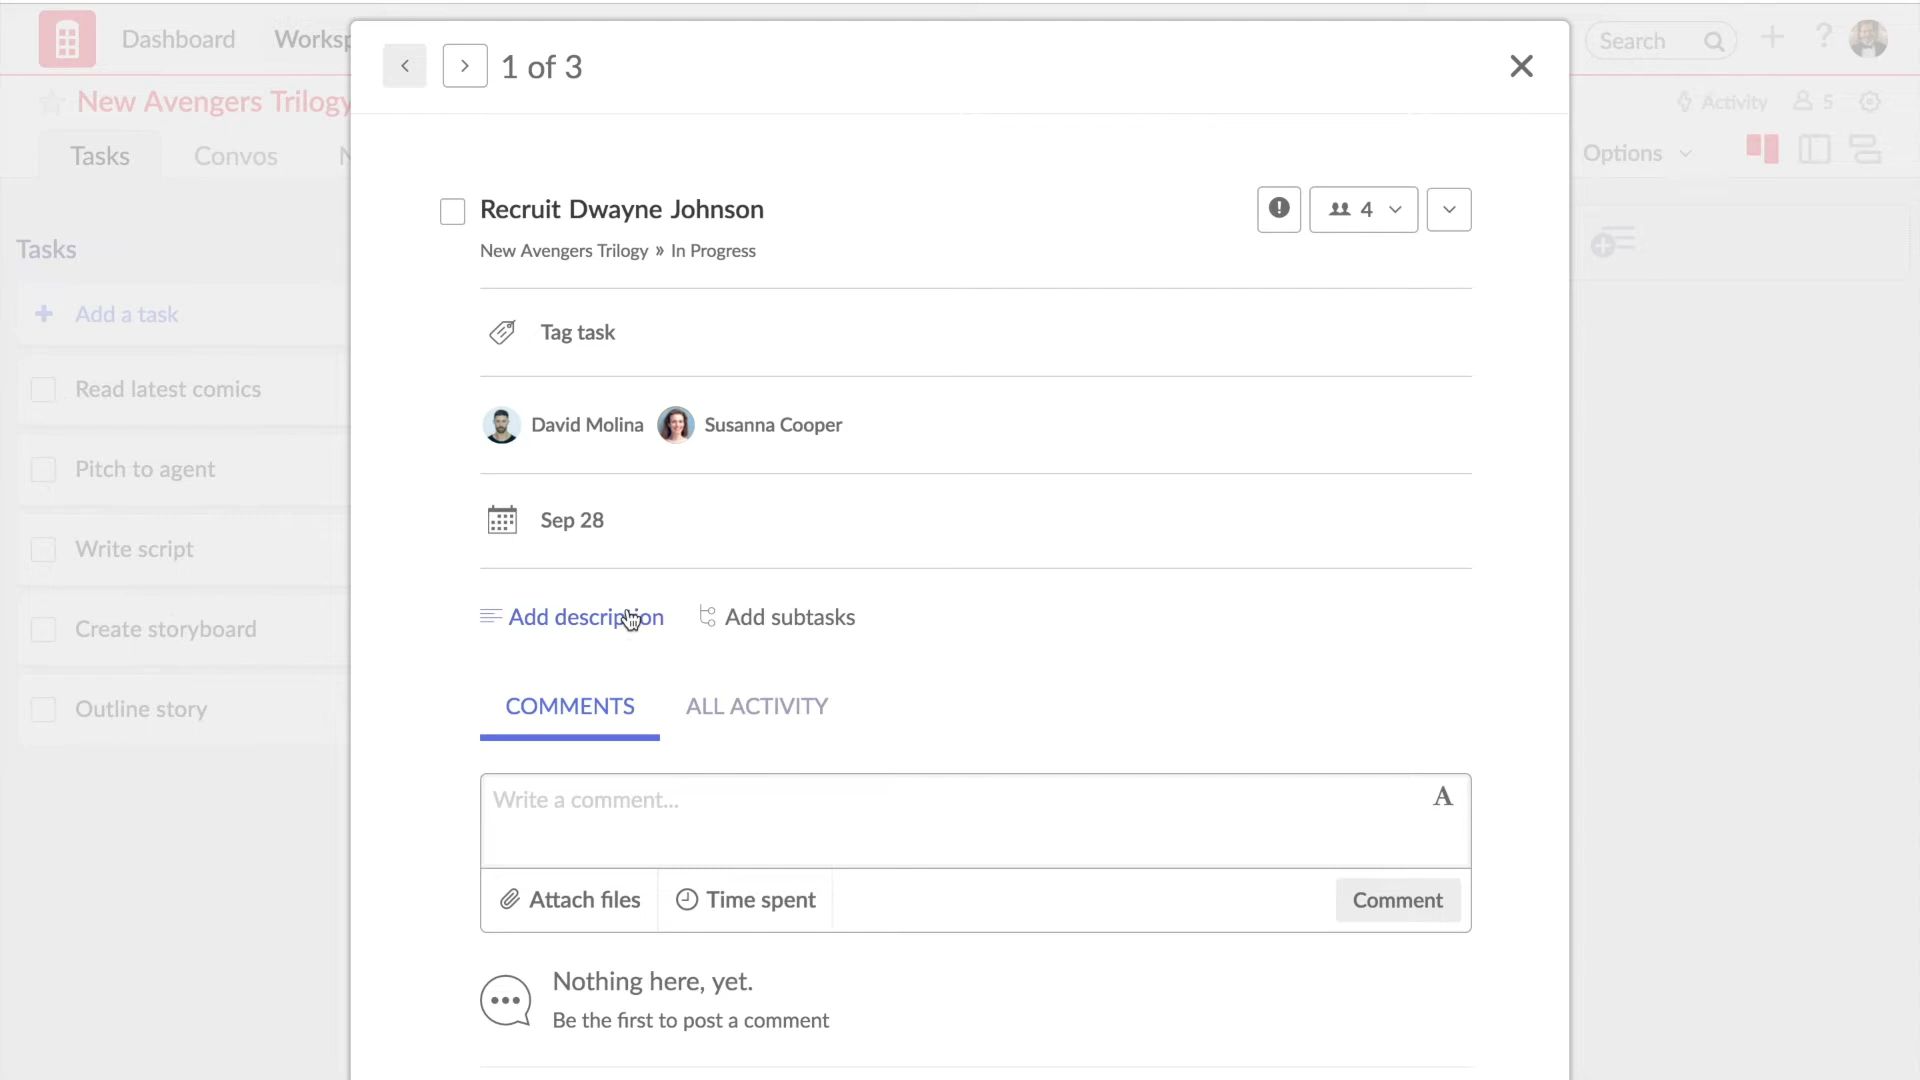 Dashboard
Worksp
1 of 3
Search
New Avengers Trilogy
Activity
5
Tasks
Convos
N
Options
Recruit Dwayne Johnson
4
New Avengers Trilogy » In Progress
Tasks
Add a task
Tag task
Read latest comics
David Molina
Susanna Cooper
Pitch to agent
Sep 28
Write script
Add description
Add subtasks
Create storyboard
Outline story
COMMENTS
ALL ACTIVITY
Write a comment...
A
Attach files
Time spent
Comment
Nothing here, yet.
Be the first to post a comment